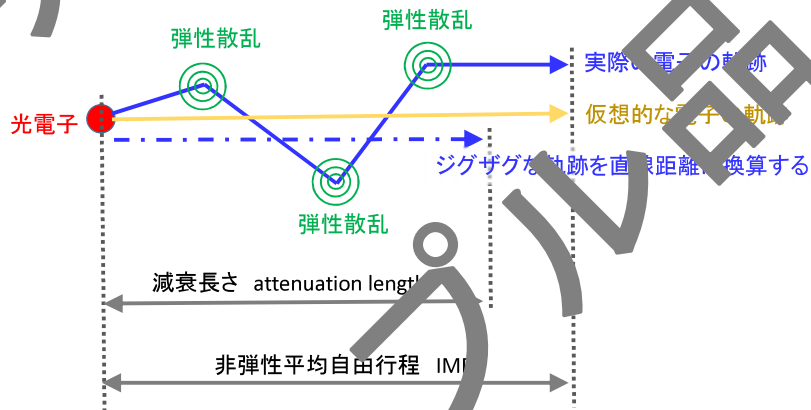 弾性散乱
弾性散乱
実際の電子の軌跡
光電子
仮想的な電子の軌跡
ジグザグな軌跡を直線距離に換算する
弾性散乱
減衰長さ attenuation length
非弾性平均自由行程
プル品